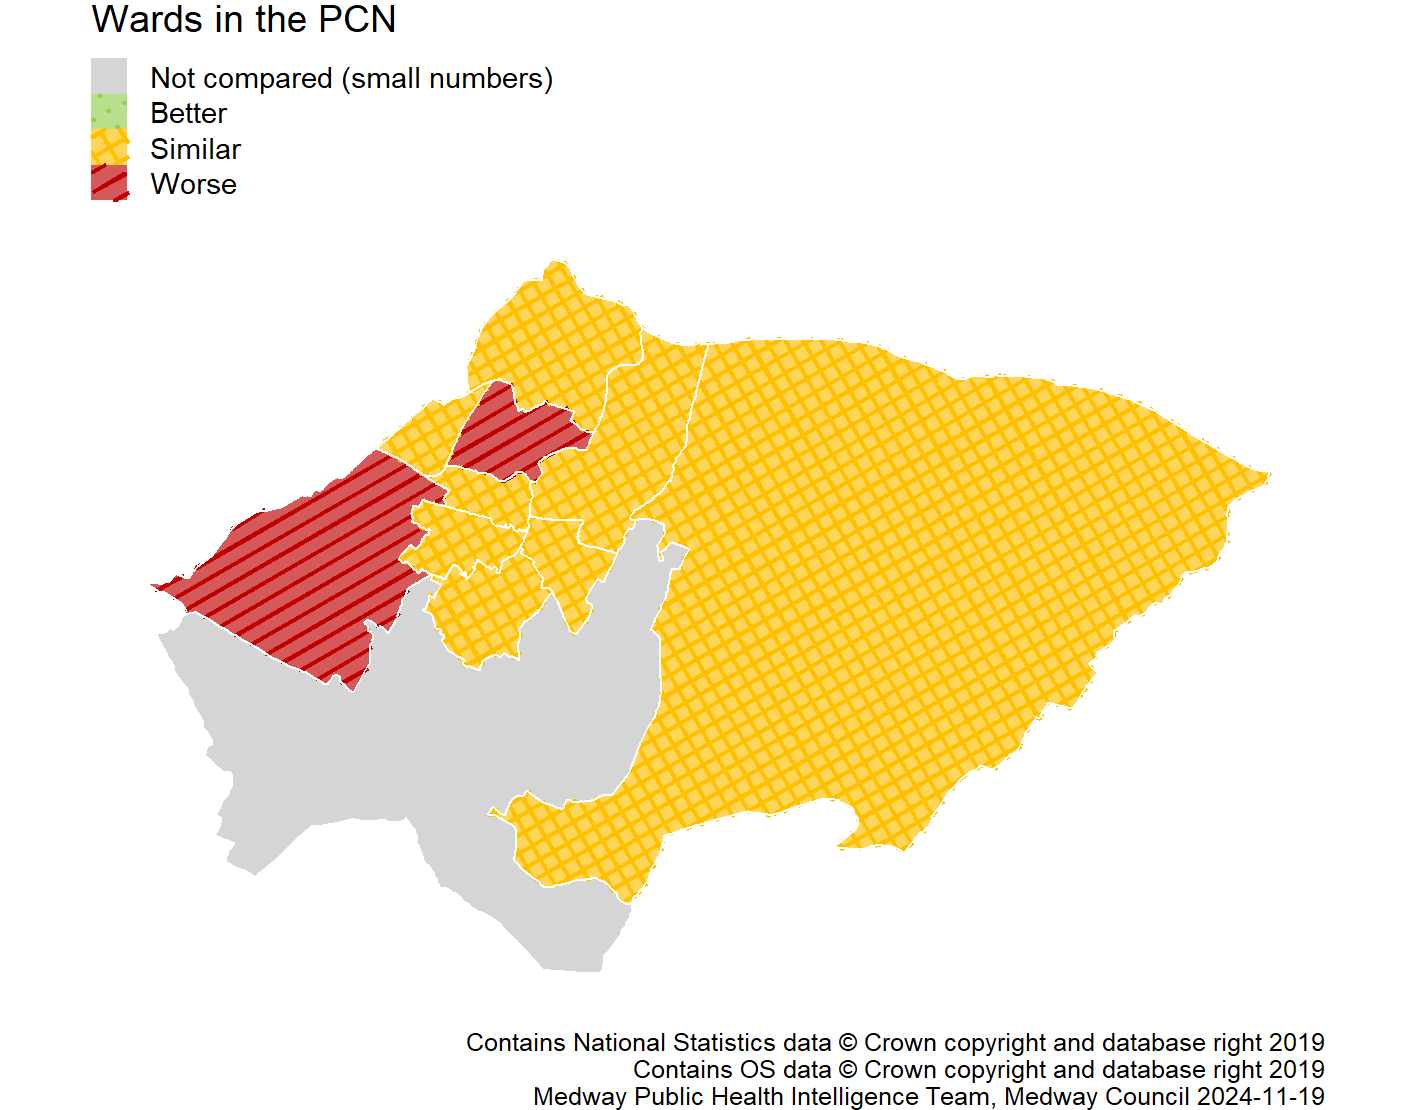 Wards in the PCN
Not compared (small numbers)
Better
Similar
Worse
Contains National Statistics data © Crown copyright and database right 2019
Contains OS data © Crown copyright and database right 2019
Medway Public Health Intelligence Team, Medway Council 2024-11-19